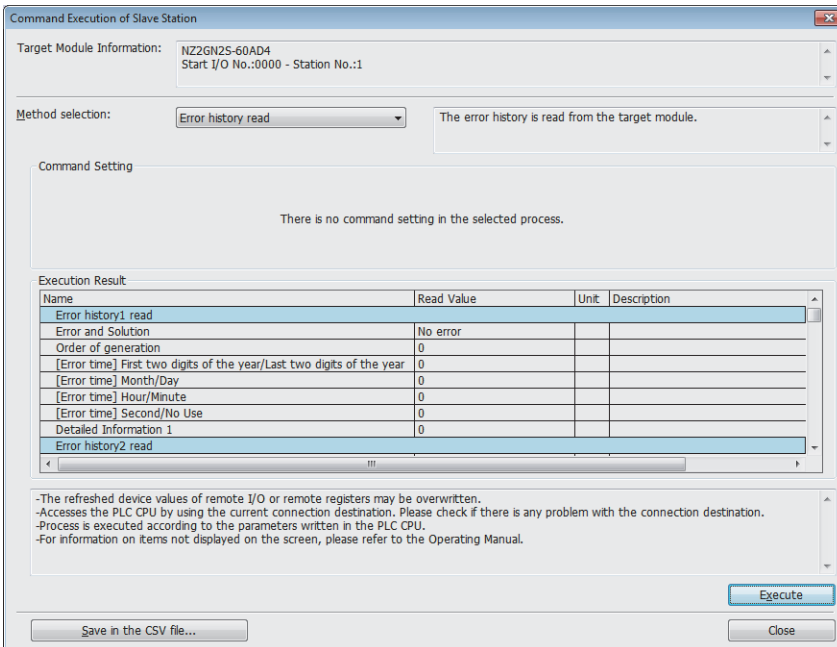 Command Execution of Slave Station
Target Module Information:
NZ2GN2S-60AD4
Start I/O No.:0000 - Station No.:1
Method selection:
Error history read
The error history is read from the target module.
Command Setting
There is no command setting in the selected process.
Execution Result
Name Read Value Unit Description
Error history1 read
Error and Solution No error
Order of generation 0
[Error time] First two digits of the year/Last two digits of the year 0
[Error time] Month/Day 0
[Error time] Hour/Minute 0
[Error time] Second/No Use 0
Detailed Information 1 0
Error history2 read
-The refreshed device values of remote I/O or remote registers may be overwritten.
-Accesses the PLC CPU by using the current connection destination. Please check if there is any problem with the connection destination.
-Process is executed according to the parameters written in the PLC CPU.
-For information on items not displayed on the screen, please refer to the Operating Manual.
Execute
Save in the CSV file...
Close